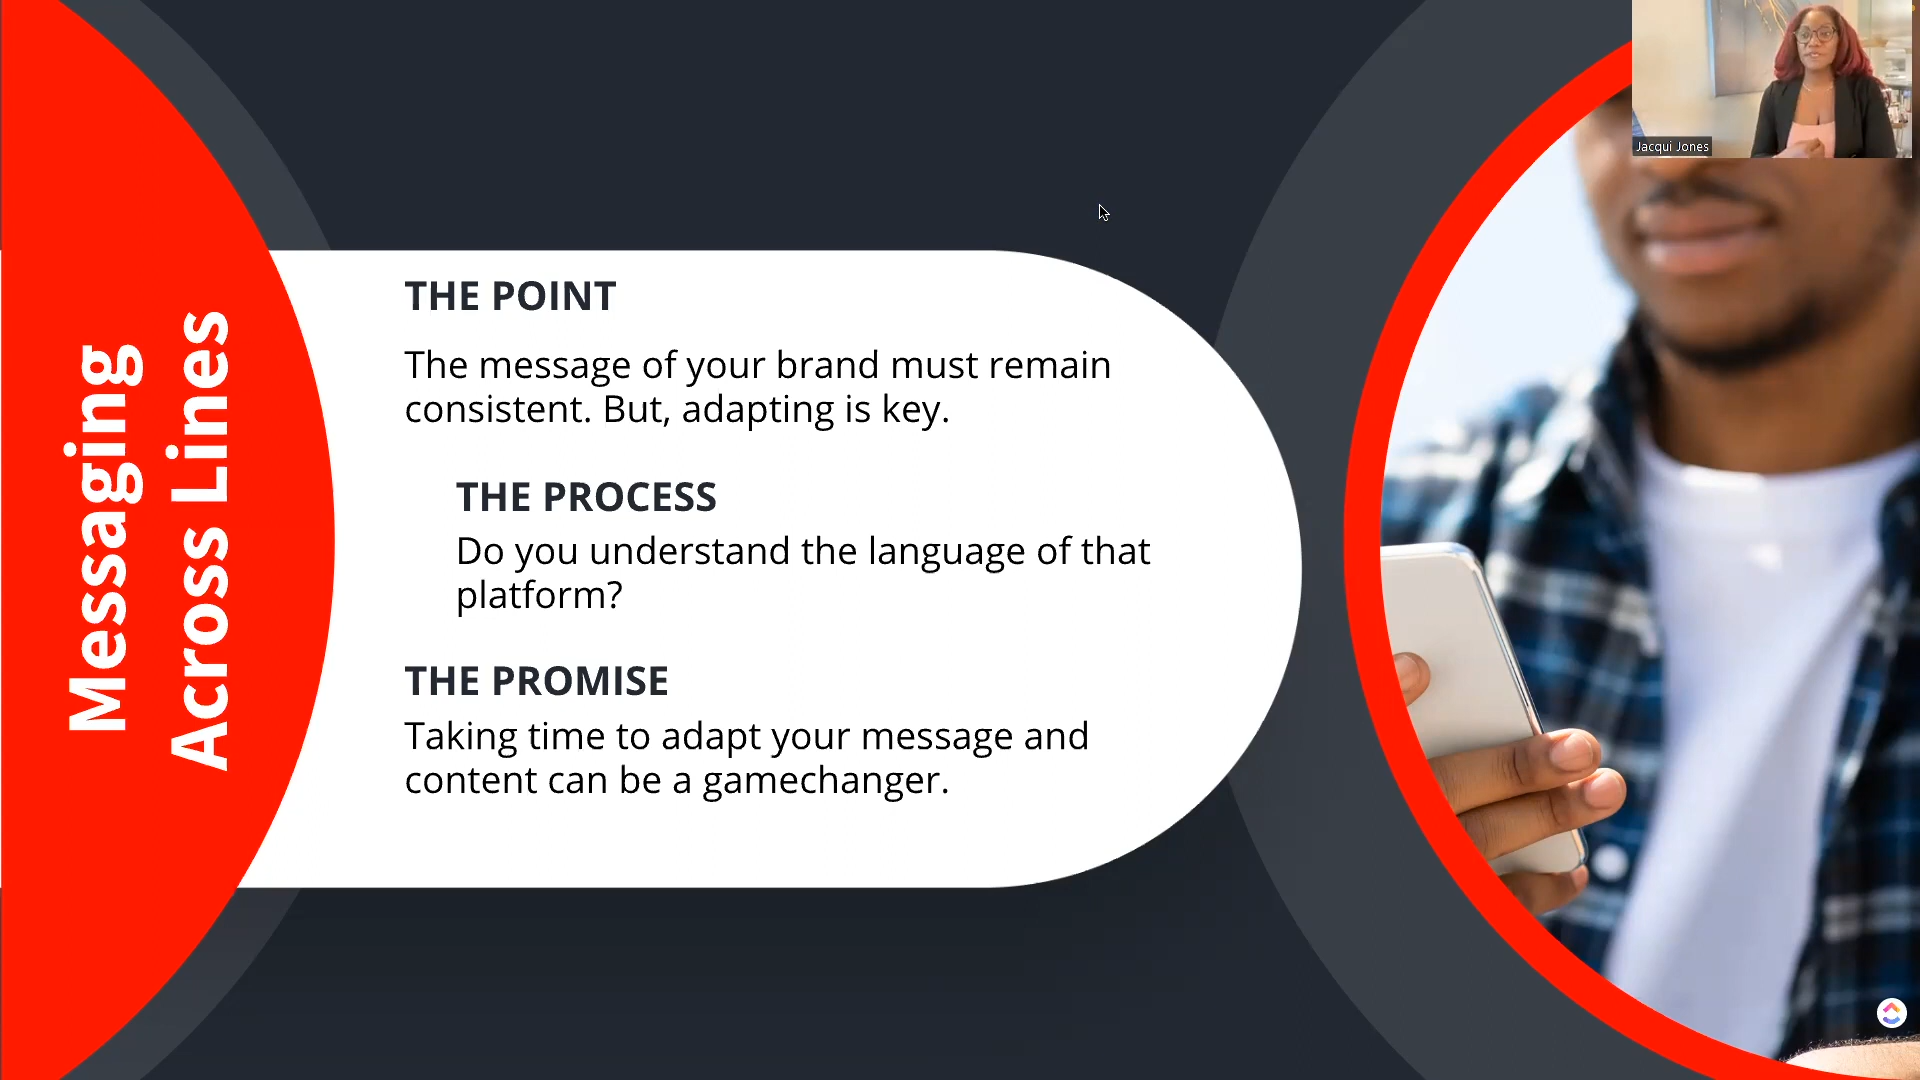 Messaging
Across Lines
THE POINT
The message of your brand must remain
consistent. But, adapting is key.
THE PROCESS
Do you understand the language of that
platform?
THE PROMISE
Taking time to adapt your message and
content can be a gamechanger.
Jacqui Jones